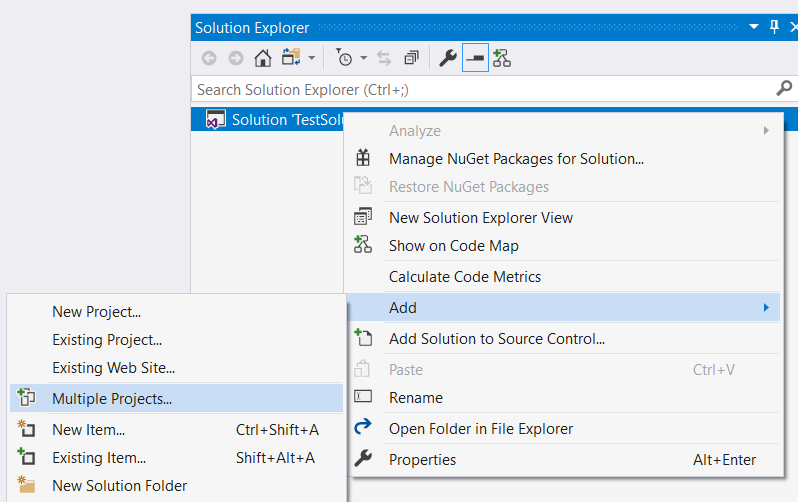 Solution Explorer
Search Solution Explorer (Ctrl+;)
Solution 'TestSolu
Analyze
Manage NuGet Packages for Solution...
Restore NuGet Packages
New Solution Explorer View
Show on Code Map
Calculate Code Metrics
Add
Add Solution to Source Control...
Paste Ctrl+V
Rename
Open Folder in File Explorer
Properties Alt+Enter
New Project...
Existing Project...
Existing Web Site...
Multiple Projects...
New Item... Ctrl+Shift+A
Existing Item... Shift+Alt+A
New Solution Folder